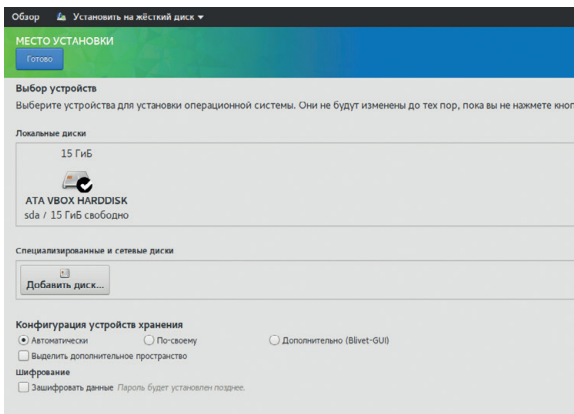 Обзор Установить на жёсткий диск
МЕСТО УСТАНОВКИ
Готово
Выбор устройств
Выберите устройства для установки операционной системы. Они не будут изменены до тех пор, пока вы не нажмете кноп
Локальные диски
15 ГиБ
ATA VBOX HARDDISK
sda / 15 ГиБ свободно
Специализированные и сетевые диски
Добавить диск...
Конфигурация устройств хранения
Автоматически По-своему Дополнительно (Blivet-GUI)
Выделить дополнительное пространство
Шифрование
Зашифровать данные Пароль будет установлен позднее.